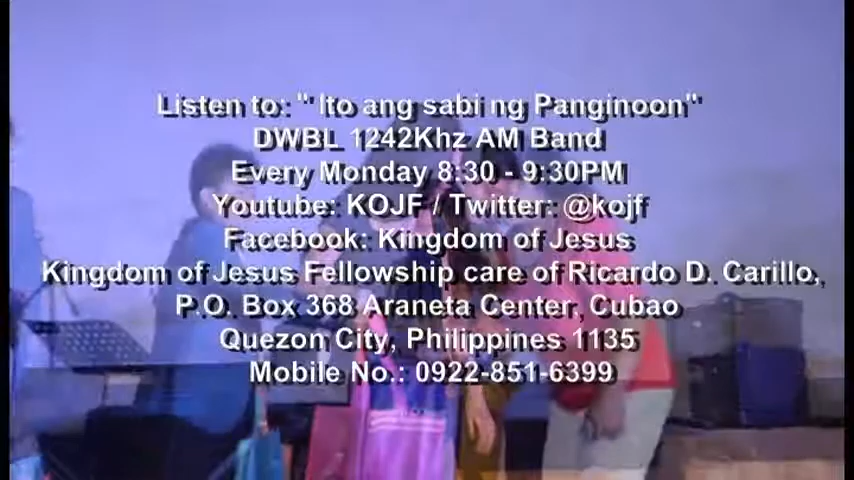 Listen to: " Ito ang sabi ng Panginoon"
DWBL 1242Khz AM Band
Every Monday 8:30 - 9:30PM
Youtube: KOJF / Twitter: @kojf
Facebook: Kingdom of Jesus
Kingdom of Jesus Fellowship care of Ricardo D. Carillo,
P.O. Box 368 Araneta Center, Cubao
Quezon City, Philippines 1135
Mobile No.: 0922-851-6399